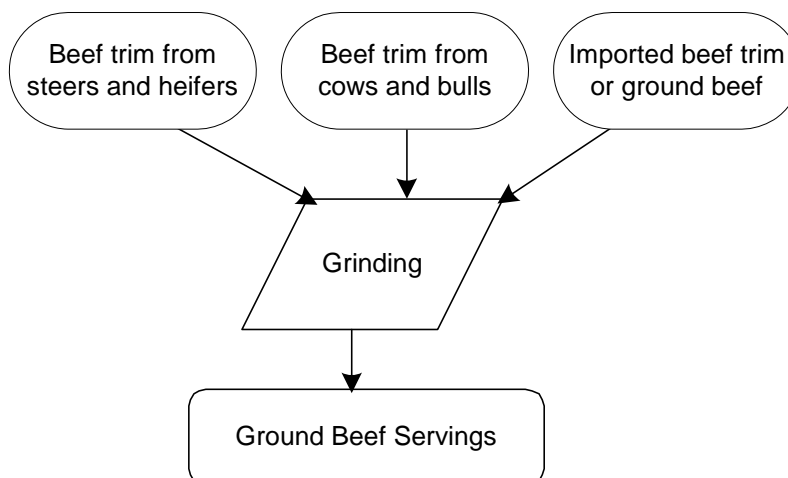 Beef trim from
steers and heifers
Beef trim from
cows and bulls
Imported beef trim
or ground beef
Grinding
Ground Beef Servings